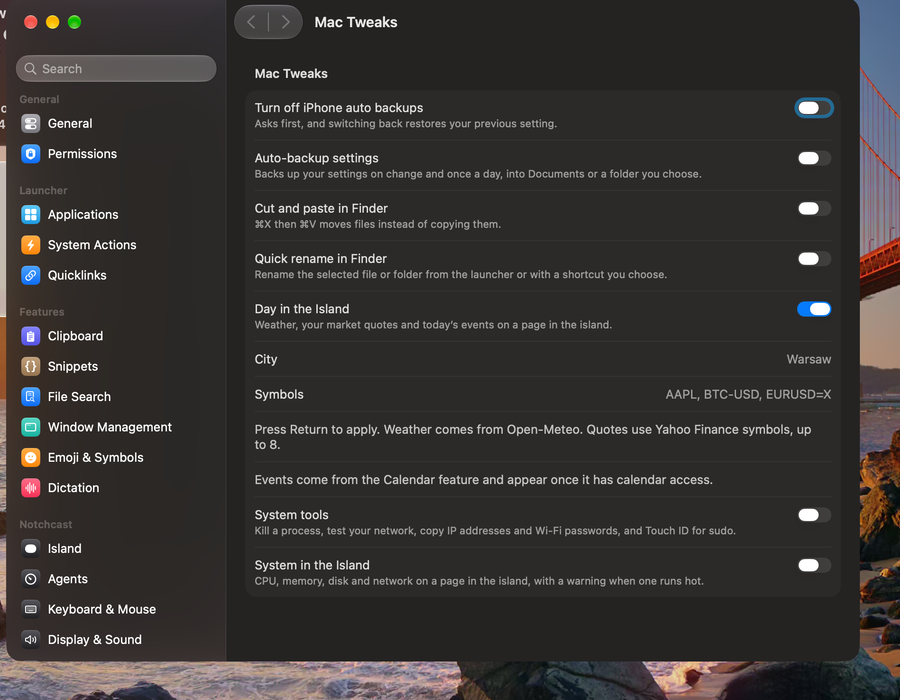 Mac Tweaks
Search
General
General
Permissions
Launcher
Applications
System Actions
Quicklinks
Features
Clipboard
Snippets
File Search
Window Management
Emoji & Symbols
Dictation
Notchcast
Island
Agents
Keyboard & Mouse
Display & Sound
Mac Tweaks
Turn off iPhone auto backups
Asks first, and switching back restores your previous setting.
Auto-backup settings
Backs up your settings on change and once a day, into Documents or a folder you choose.
Cut and paste in Finder
⌘X then ⌘V moves files instead of copying them.
Quick rename in Finder
Rename the selected file or folder from the launcher or with a shortcut you choose.
Day in the Island
Weather, your market quotes and today's events on a page in the island.
City Warsaw
Symbols AAPL, BTC-USD, EURUSD=X
Press Return to apply. Weather comes from Open-Meteo. Quotes use Yahoo Finance symbols, up
to 8.
Events come from the Calendar feature and appear once it has calendar access.
System tools
Kill a process, test your network, copy IP addresses and Wi-Fi passwords, and Touch ID for sudo.
System in the Island
CPU, memory, disk and network on a page in the island, with a warning when one runs hot.